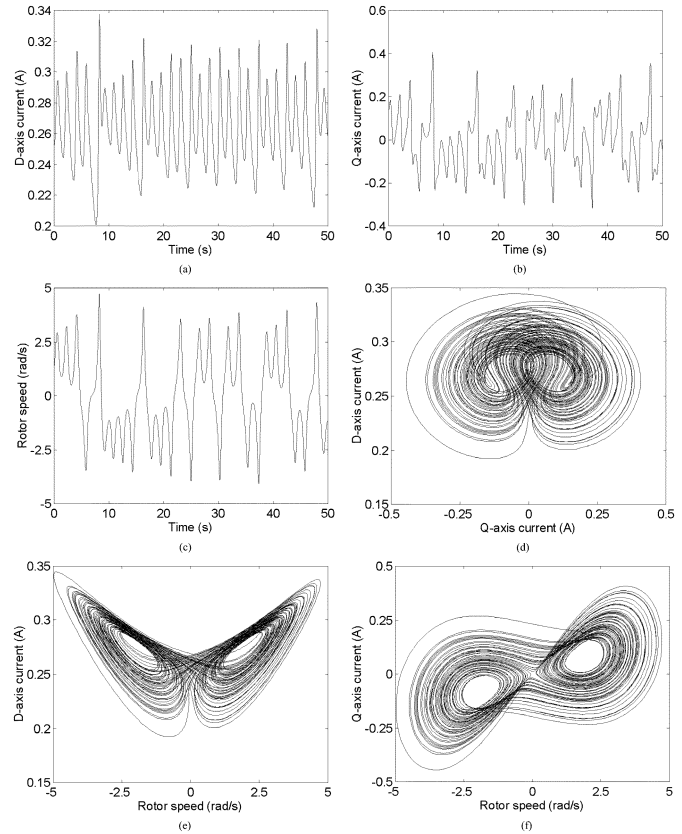 0.34
0.32
0.3
0.28
0.26
0.24
0.22
0.2
D-axis current (A)
0 10 20 30 40 50
Time (s)
(a)
0.6
0.4
0.2
0
-0.2
-0.4
Q-axis current (A)
0 10 20 30 40 50
Time (s)
(b)
5
2.5
0
-2.5
-5
Rotor speed (rad/s)
0 10 20 30 40 50
Time (s)
(c)
0.35
0.3
0.25
0.2
0.15
D-axis current (A)
-0.5 -0.25 0 0.25 0.5
Q-axis current (A)
(d)
0.35
0.3
0.25
0.2
0.15
D-axis current (A)
-5 -2.5 0 2.5 5
Rotor speed (rad/s)
(e)
0.5
0.25
0
-0.25
-0.5
Q-axis current (A)
-5 -2.5 0 2.5 5
Rotor speed (rad/s)
(f)